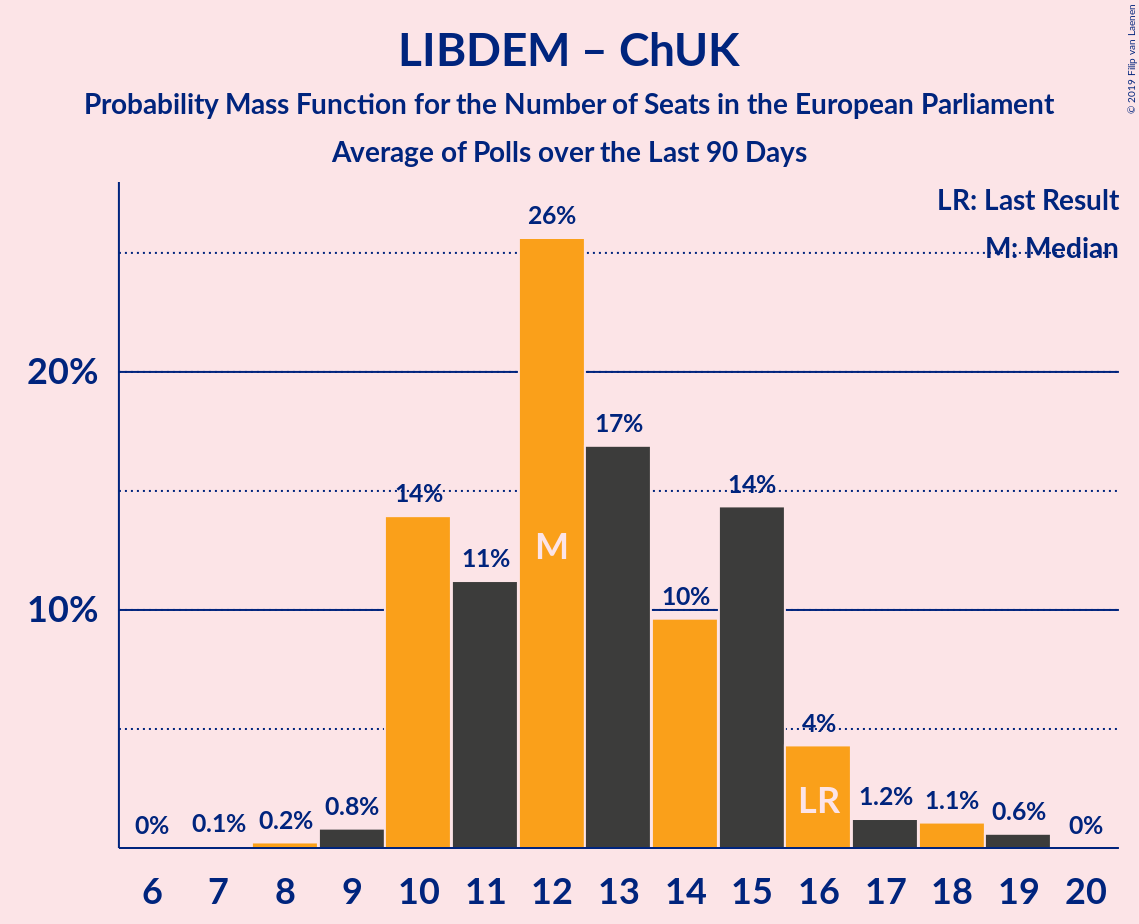 LIBDEM – ChUK
Probability Mass Function for the Number of Seats in the European Parliament
Average of Polls over the Last 90 Days
© 2019 Filip van Laenen
LR: Last Result
M: Median
26%
20%
17%
14%
14%
11%
M
10%
10%
4%
LR
0%
0.1%
0.2%
0.8%
1.2%
1.1%
0.6%
0%
6 7 8 9 10 11 12 13 14 15 16 17 18 19 20